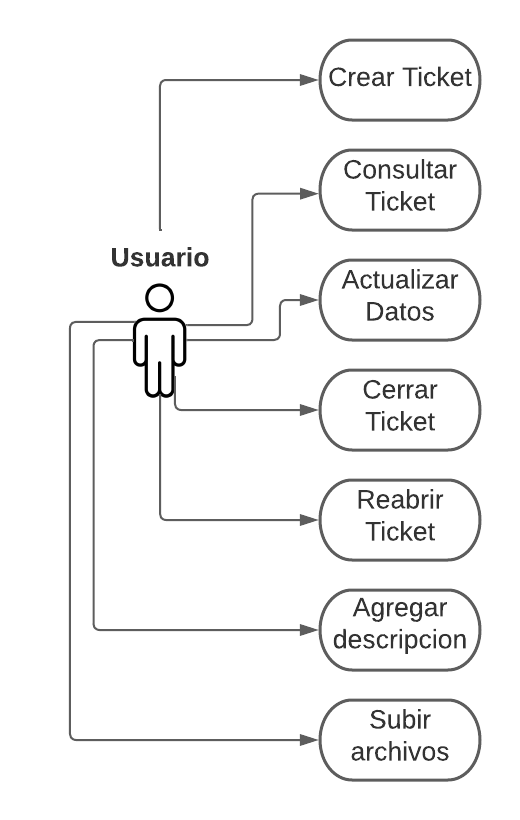 Crear Ticket
Consultar
Ticket
Usuario
Actualizar
Datos
Cerrar
Ticket
Reabrir
Ticket
Agregar
descripcion
Subir
archivos